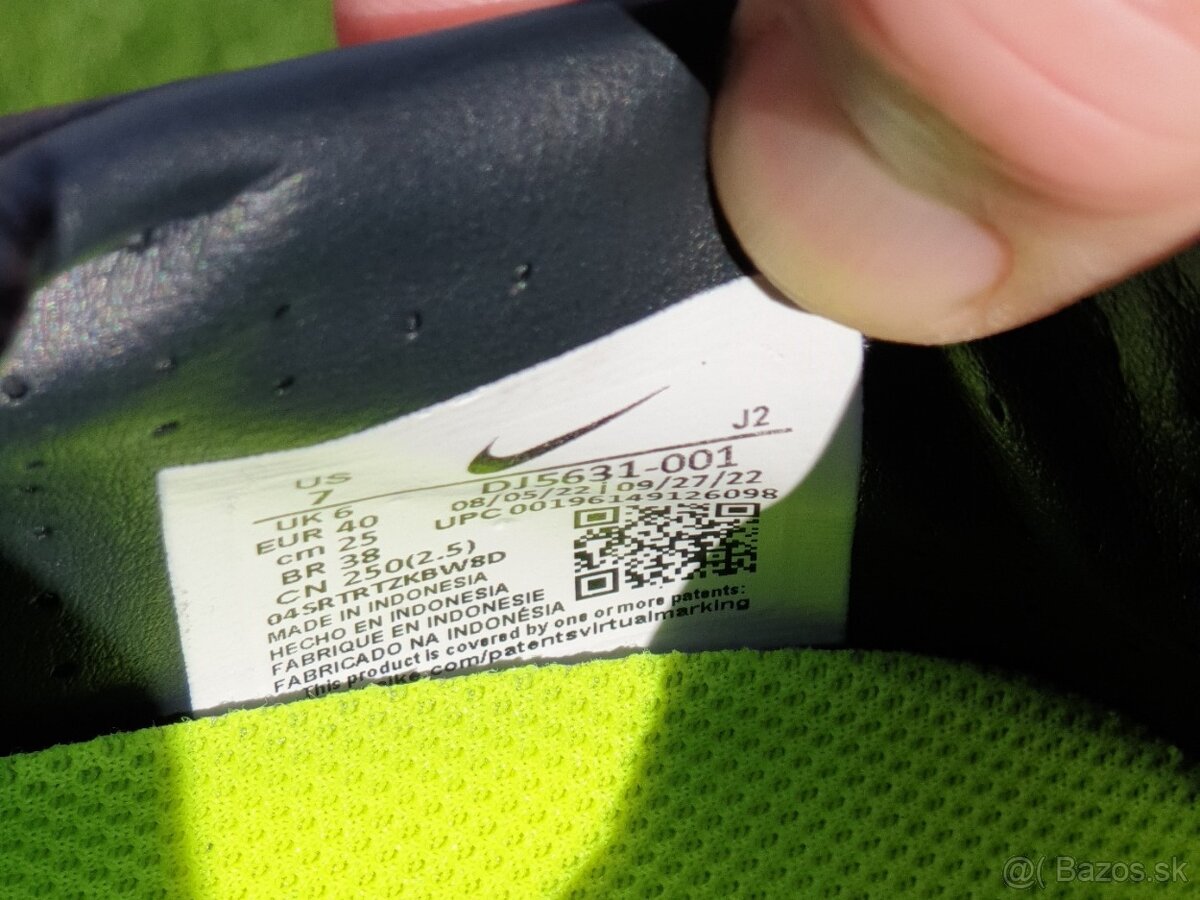 J2
US
7
DJ5631-001
UK 6
08/05/22 09/27/22
EUR 40
UPC 00196149126098
cm 25
BR 38
CN 250(2.5)
04SRTRTZKBW8D
MADE IN INDONESIA
HECHO EN INDONESIA
FABRIQUE EN INDONÉSIE
FABRICADO NA INDONÉSIA
This product is covered by one or more patents:
.com/patentsvirtualmarking
@( Bazos.sk